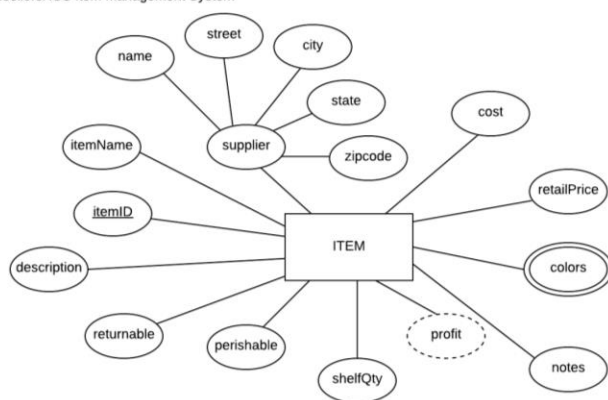 street
city
name
state
cost
itemName
supplier
zipcode
retailPrice
itemID
ITEM
description
colors
returnable
perishable
profit
notes
shelfQty